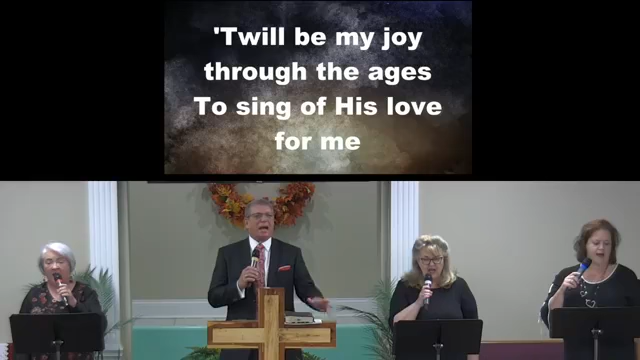 'Twill be my joy
through the ages
To sing of His love
for me